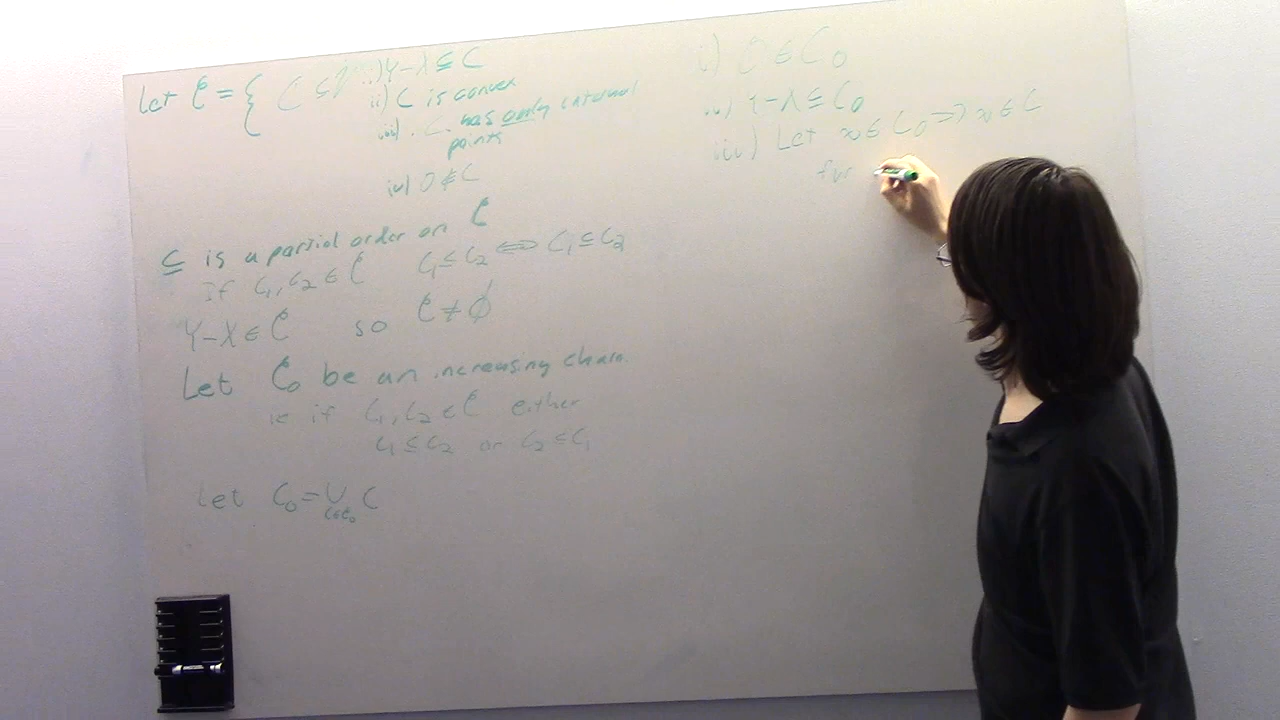 Let C = { C ⊆ V i) Y-X ⊆ C
ii) C is convex
iii) C has only internal
points
iv) 0 ∉ C
⊆ is a partial order on C
If C₁, C₂ ∈ C C₁ ≤ C₂ ⟺ C₁ ⊆ C₂
Y-X ∈ C so C ≠ ∅
Let C₀ be an increasing chain.
ie if C₁, C₂ ∈ C either
C₁ ≤ C₂ or C₂ ≤ C₁
Let C₀ = ∪ C
C∈C₀
i) 0 ∉ C₀
Y-X ⊆ C₀
iii) Let x ∈ C₀ ⇒ x ∈ C
for